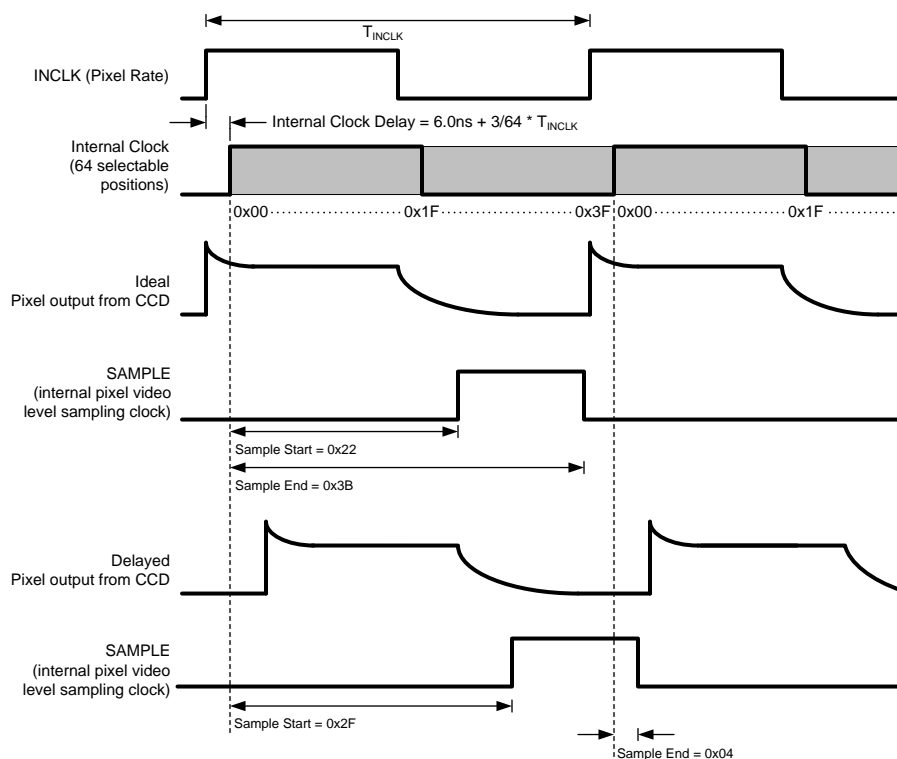 T_INCLK
INCLK (Pixel Rate)
Internal Clock Delay = 6.0ns + 3/64 * T_INCLK
Internal Clock
(64 selectable
positions)
0x00 0x1F 0x3F 0x00 0x1F
Ideal
Pixel output from CCD
SAMPLE
(internal pixel video
level sampling clock)
Sample Start = 0x22
Sample End = 0x3B
Delayed
Pixel output from CCD
SAMPLE
(internal pixel video
level sampling clock)
Sample Start = 0x2F
Sample End = 0x04